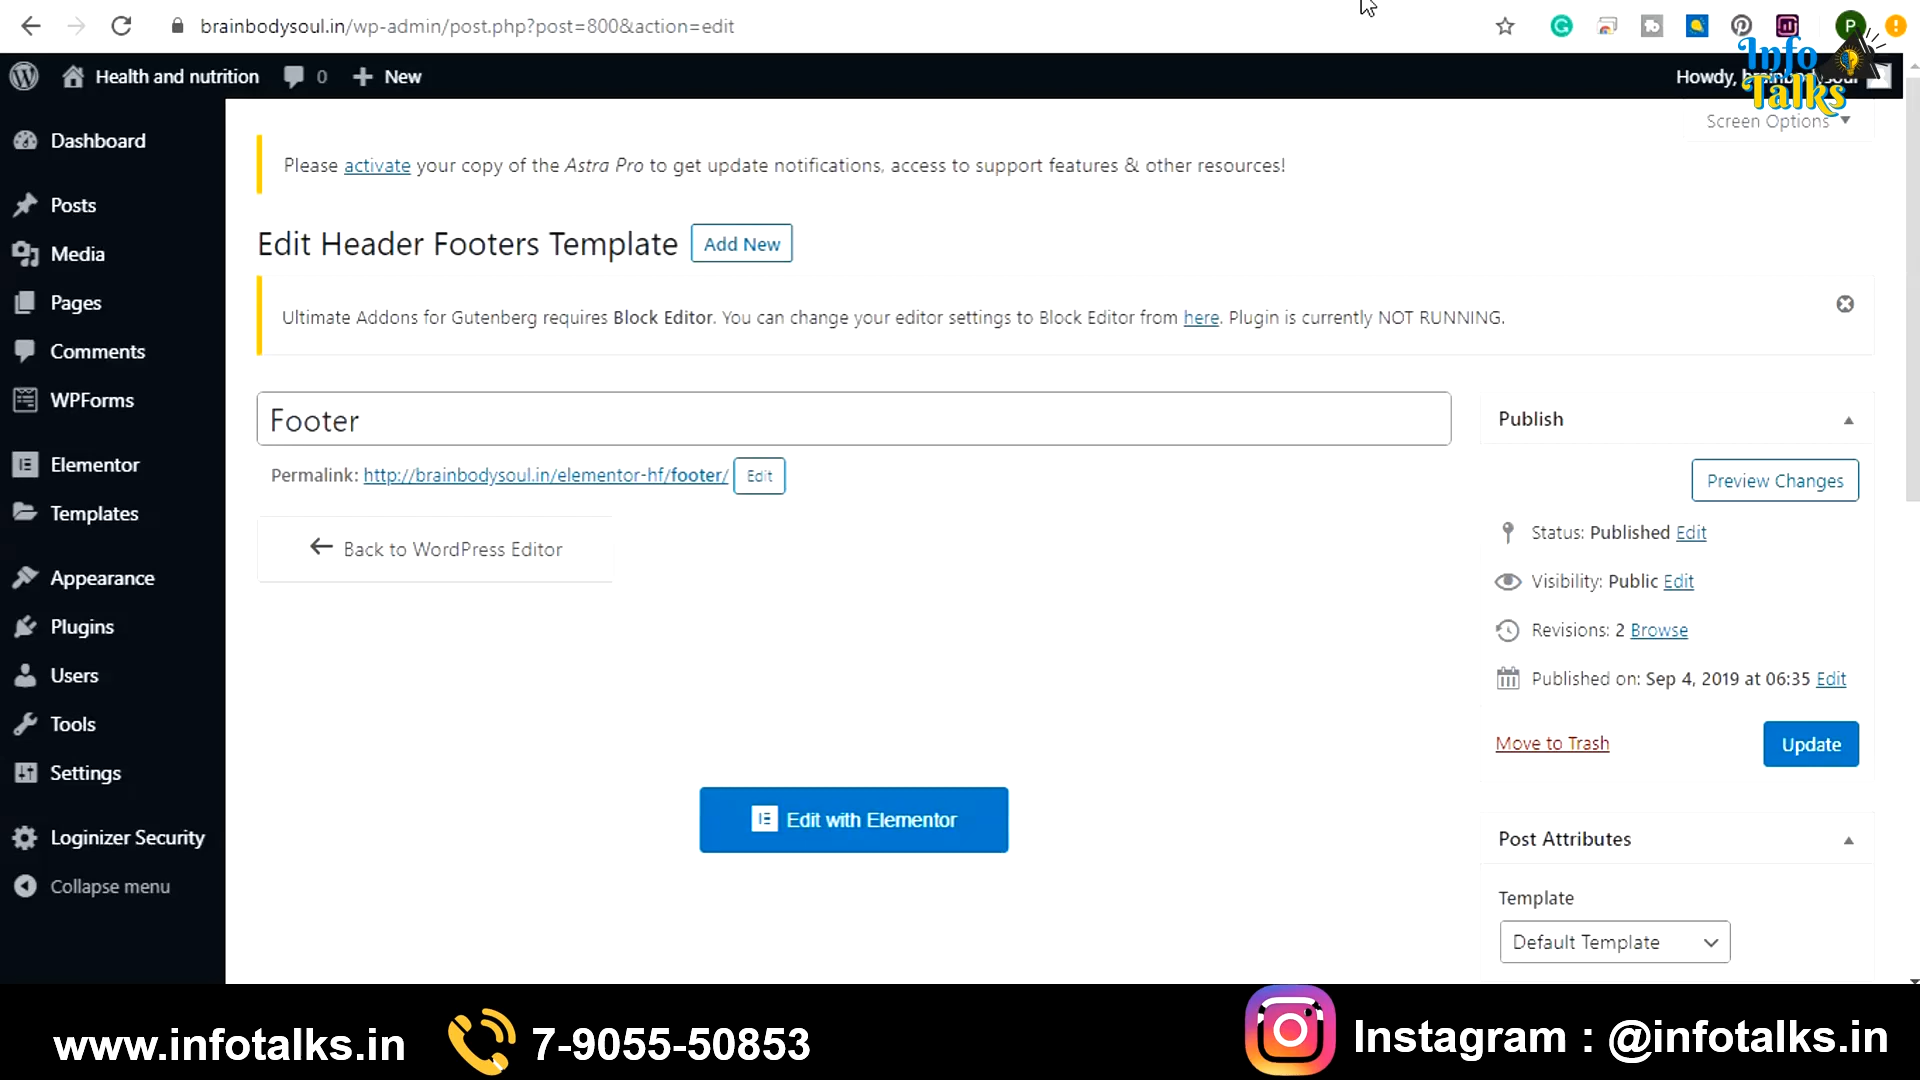 brainbodysoul.in/wp-admin/post.php?post=800&action=edit
P
Info
Talks
Health and nutrition
0
New
Howdy,
Screen Options
Dashboard
Posts
Media
Pages
Comments
WPForms
Elementor
Templates
Appearance
Plugins
Users
Tools
Settings
Loginizer Security
Collapse menu
Please activate your copy of the Astra Pro to get update notifications, access to support features & other resources!
Edit Header Footers Template
Add New
Ultimate Addons for Gutenberg requires Block Editor. You can change your editor settings to Block Editor from here. Plugin is currently NOT RUNNING.
Footer
Permalink: http://brainbodysoul.in/elementor-hf/footer/ Edit
Back to WordPress Editor
Edit with Elementor
Publish
Preview Changes
Status: Published Edit
Visibility: Public Edit
Revisions: 2 Browse
Published on: Sep 4, 2019 at 06:35 Edit
Move to Trash
Update
Post Attributes
Template
Default Template
www.infotalks.in
7-9055-50853
Instagram : @infotalks.in